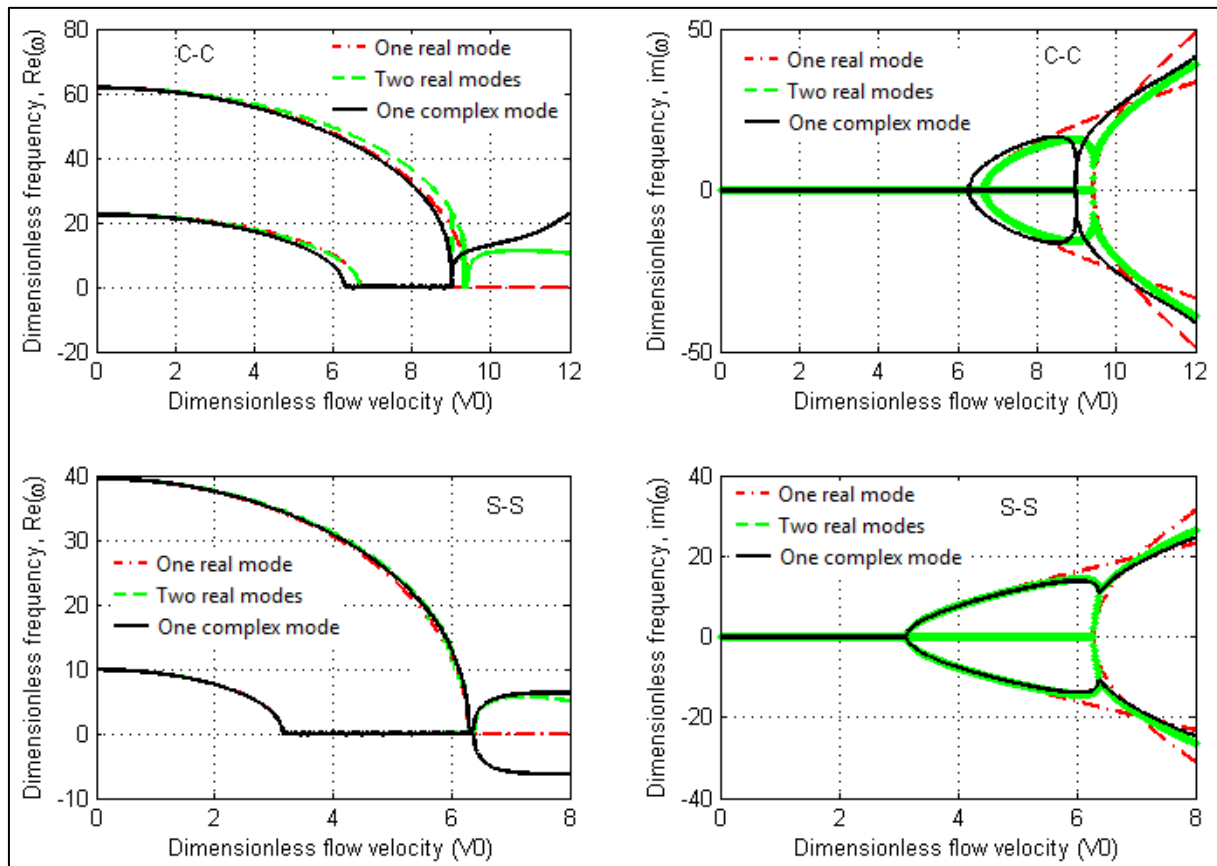 Dimensionless frequency, Re(ω)
80
60
40
20
0
-20
C-C
One real mode
Two real modes
One complex mode
0 2 4 6 8 10 12
Dimensionless flow velocity (V0)
Dimensionless frequency, im(ω)
50
0
-50
C-C
One real mode
Two real modes
One complex mode
0 2 4 6 8 10 12
Dimensionless flow velocity (V0)
Dimensionless frequency, Re(ω)
40
30
20
10
0
-10
S-S
One real mode
Two real modes
One complex mode
0 2 4 6 8
Dimensionless flow velocity (V0)
Dimensionless frequency, im(ω)
40
20
0
-20
-40
S-S
One real mode
Two real modes
One complex mode
0 2 4 6 8
Dimensionless flow velocity (V0)